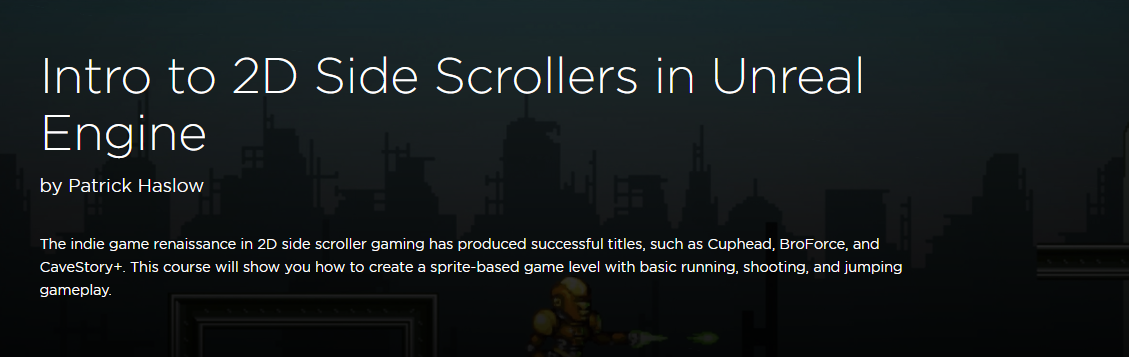 Intro to 2D Side Scrollers in Unreal
Engine
by Patrick Haslow
The indie game renaissance in 2D side scroller gaming has produced successful titles, such as Cuphead, BroForce, and
CaveStory+. This course will show you how to create a sprite-based game level with basic running, shooting, and jumping
gameplay.